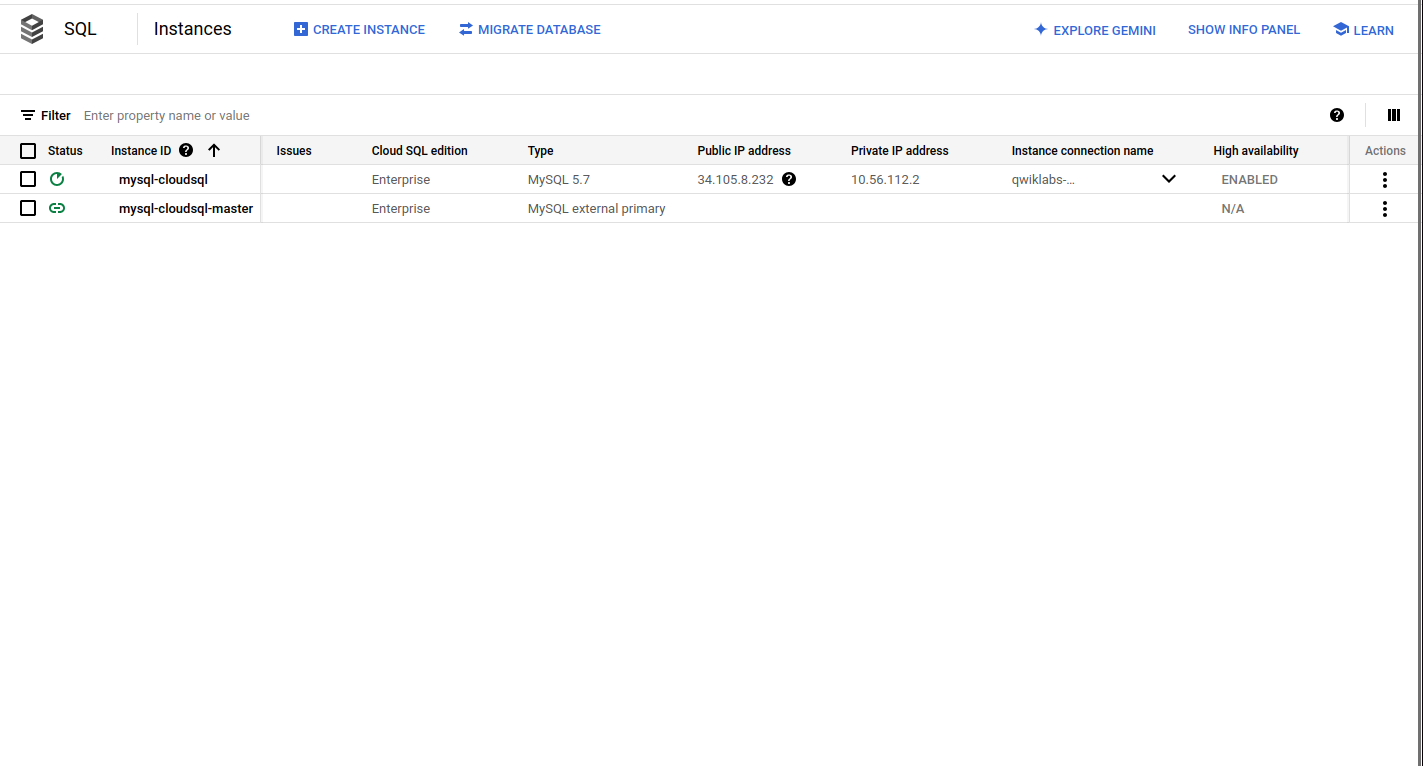 SQL Instances CREATE INSTANCE MIGRATE DATABASE EXPLORE GEMINI SHOW INFO PANEL LEARN
Filter Enter property name or value
Status Instance ID Issues Cloud SQL edition Type Public IP address Private IP address Instance connection name High availability Actions
mysql-cloudsql Enterprise MySQL 5.7 34.105.8.232 10.56.112.2 qwiklabs-… ENABLED
mysql-cloudsql-master Enterprise MySQL external primary N/A